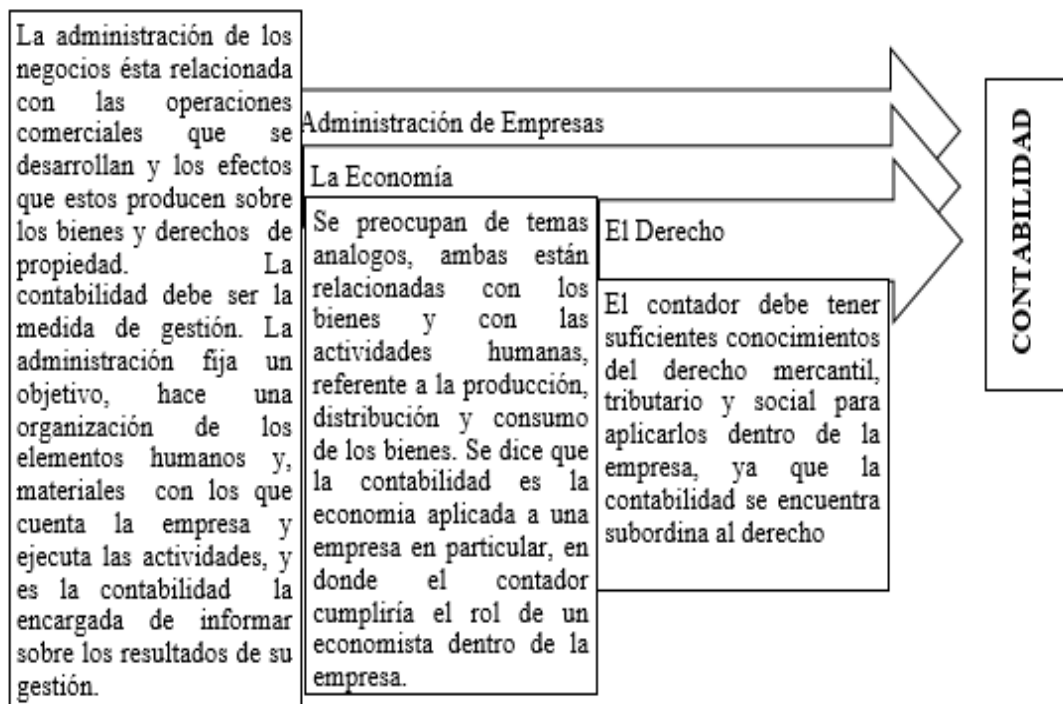 La administración de los
negocios ésta relacionada
con las operaciones
comerciales que se
desarrollan y los efectos
que estos producen sobre
los bienes y derechos de
propiedad. La
contabilidad debe ser la
medida de gestión. La
administración fija un
objetivo, hace una
organización de los
elementos humanos y,
materiales con los que
cuenta la empresa y
ejecuta las actividades, y
es la contabilidad la
encargada de informar
sobre los resultados de su
gestión.
Administración de Empresas
La Economía
Se preocupan de temas
analogos, ambas están
relacionadas con los
bienes y con las
actividades humanas,
referente a la producción,
distribución y consumo
de los bienes. Se dice que
la contabilidad es la
economia aplicada a una
empresa en particular, en
donde el contador
cumpliría el rol de un
economista dentro de la
empresa.
El Derecho
El contador debe tener
suficientes conocimientos
del derecho mercantil,
tributario y social para
aplicarlos dentro de la
empresa, ya que la
contabilidad se encuentra
subordina al derecho
CONTABILIDAD